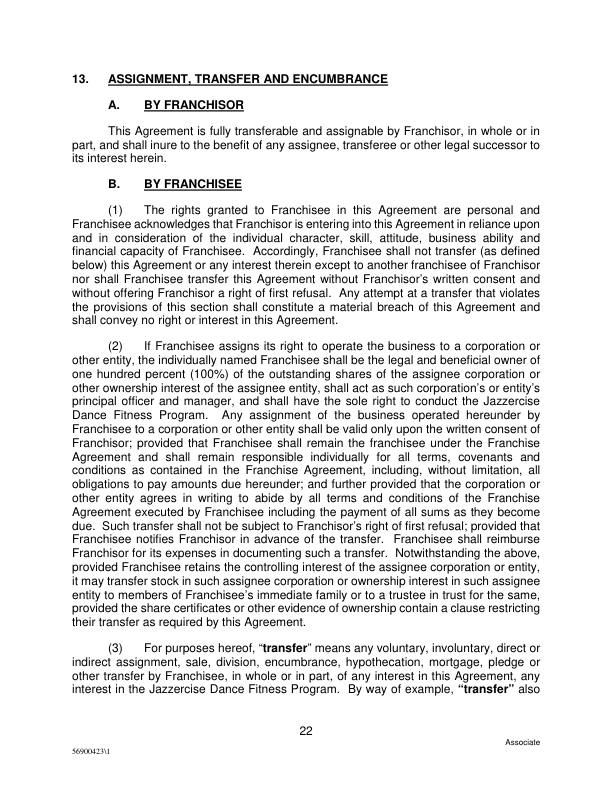 13. ASSIGNMENT, TRANSFER AND ENCUMBRANCE
A. BY FRANCHISOR
This Agreement is fully transferable and assignable by Franchisor, in whole or in
part, and shall inure to the benefit of any assignee, transferee or other legal successor to
its interest herein.
B. BY FRANCHISEE
(1) The rights granted to Franchisee in this Agreement are personal and
Franchisee acknowledges that Franchisor is entering into this Agreement in reliance upon
and in consideration of the individual character, skill, attitude, business ability and
financial capacity of Franchisee. Accordingly, Franchisee shall not transfer (as defined
below) this Agreement or any interest therein except to another franchisee of Franchisor
nor shall Franchisee transfer this Agreement without Franchisor's written consent and
without offering Franchisor a right of first refusal. Any attempt at a transfer that violates
the provisions of this section shall constitute a material breach of this Agreement and
shall convey no right or interest in this Agreement.
(2) If Franchisee assigns its right to operate the business to a corporation or
other entity, the individually named Franchisee shall be the legal and beneficial owner of
one hundred percent (100%) of the outstanding shares of the assignee corporation or
other ownership interest of the assignee entity, shall act as such corporation's or entity's
principal officer and manager, and shall have the sole right to conduct the Jazzercise
Dance Fitness Program. Any assignment of the business operated hereunder by
Franchisee to a corporation or other entity shall be valid only upon the written consent of
Franchisor; provided that Franchisee shall remain the franchisee under the Franchise
Agreement and shall remain responsible individually for all terms, covenants and
conditions as contained in the Franchise Agreement, including, without limitation, all
obligations to pay amounts due hereunder; and further provided that the corporation or
other entity agrees in writing to abide by all terms and conditions of the Franchise
Agreement executed by Franchisee including the payment of all sums as they become
due. Such transfer shall not be subject to Franchisor's right of first refusal; provided that
Franchisee notifies Franchisor in advance of the transfer. Franchisee shall reimburse
Franchisor for its expenses in documenting such a transfer. Notwithstanding the above,
provided Franchisee retains the controlling interest of the assignee corporation or entity,
it may transfer stock in such assignee corporation or ownership interest in such assignee
entity to members of Franchisee's immediate family or to a trustee in trust for the same,
provided the share certificates or other evidence of ownership contain a clause restricting
their transfer as required by this Agreement.
(3) For purposes hereof, "transfer" means any voluntary, involuntary, direct or
indirect assignment, sale, division, encumbrance, hypothecation, mortgage, pledge or
other transfer by Franchisee, in whole or in part, of any interest in this Agreement, any
interest in the Jazzercise Dance Fitness Program. By way of example, "transfer" also
22
Associate
56900423\1